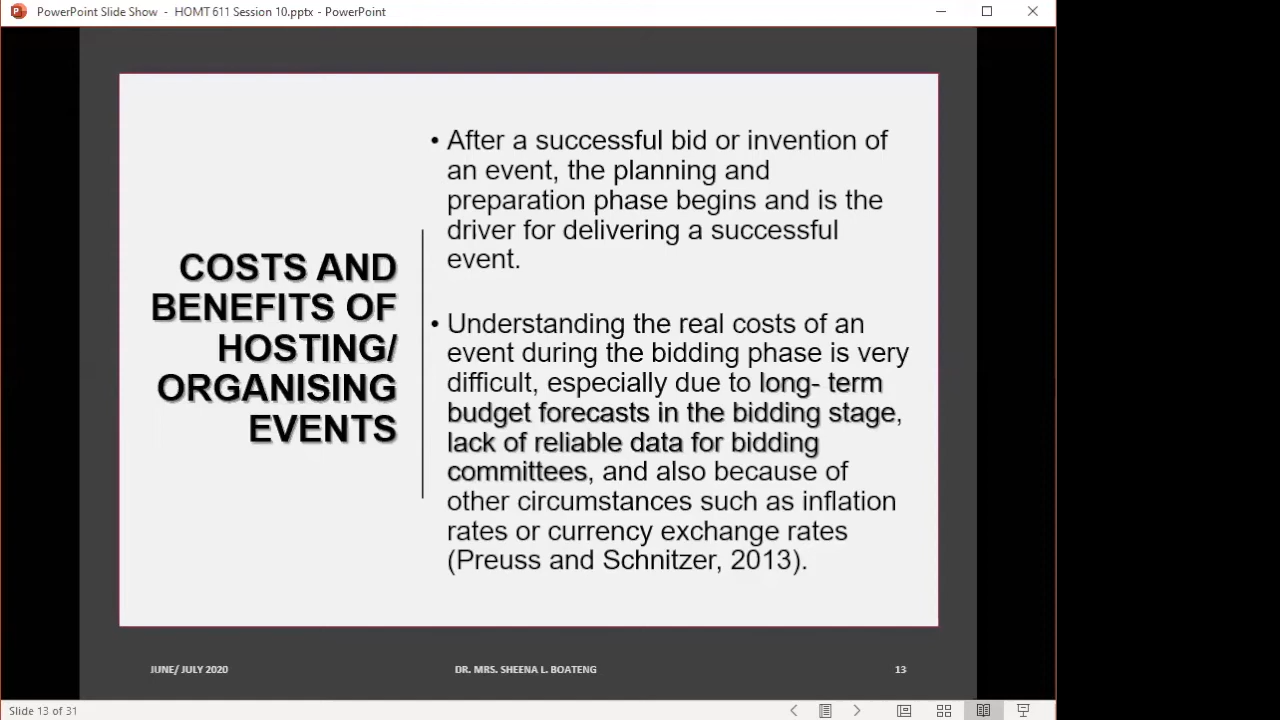 PowerPoint Slide Show - HOMT 611 Session 10.pptx - PowerPoint
COSTS AND
BENEFITS OF
HOSTING/
ORGANISING
EVENTS
• After a successful bid or invention of
an event, the planning and
preparation phase begins and is the
driver for delivering a successful
event.
• Understanding the real costs of an
event during the bidding phase is very
difficult, especially due to long- term
budget forecasts in the bidding stage,
lack of reliable data for bidding
committees, and also because of
other circumstances such as inflation
rates or currency exchange rates
(Preuss and Schnitzer, 2013).
JUNE/ JULY 2020
DR. MRS. SHEENA L. BOATENG
13
Slide 13 of 31